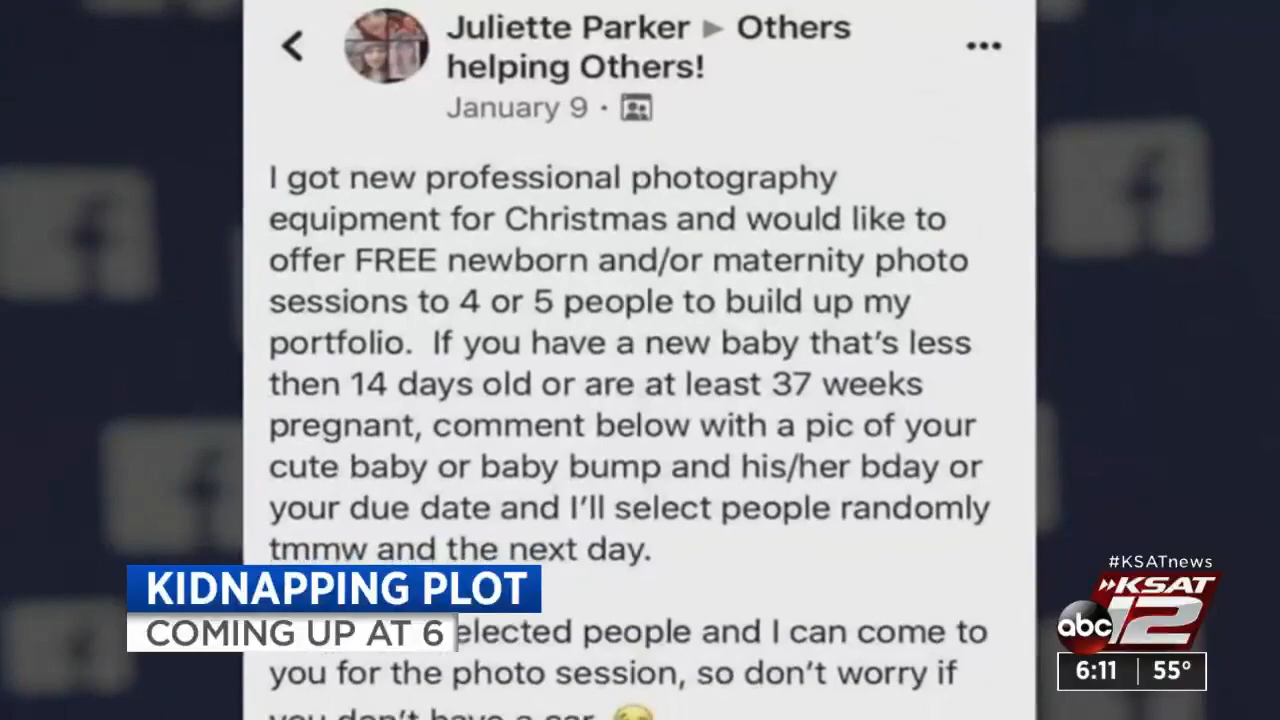 Juliette Parker ▸ Others
helping Others!
January 9 ·
I got new professional photography
equipment for Christmas and would like to
offer FREE newborn and/or maternity photo
sessions to 4 or 5 people to build up my
portfolio. If you have a new baby that's less
then 14 days old or are at least 37 weeks
pregnant, comment below with a pic of your
cute baby or baby bump and his/her bday or
your due date and I'll select people randomly
tmmw and the next day.
elected people and I can come to
you for the photo session, so don't worry if
you don't have a car.
KIDNAPPING PLOT
COMING UP AT 6
#KSATnews
KSAT
abc 12
6:11 55°